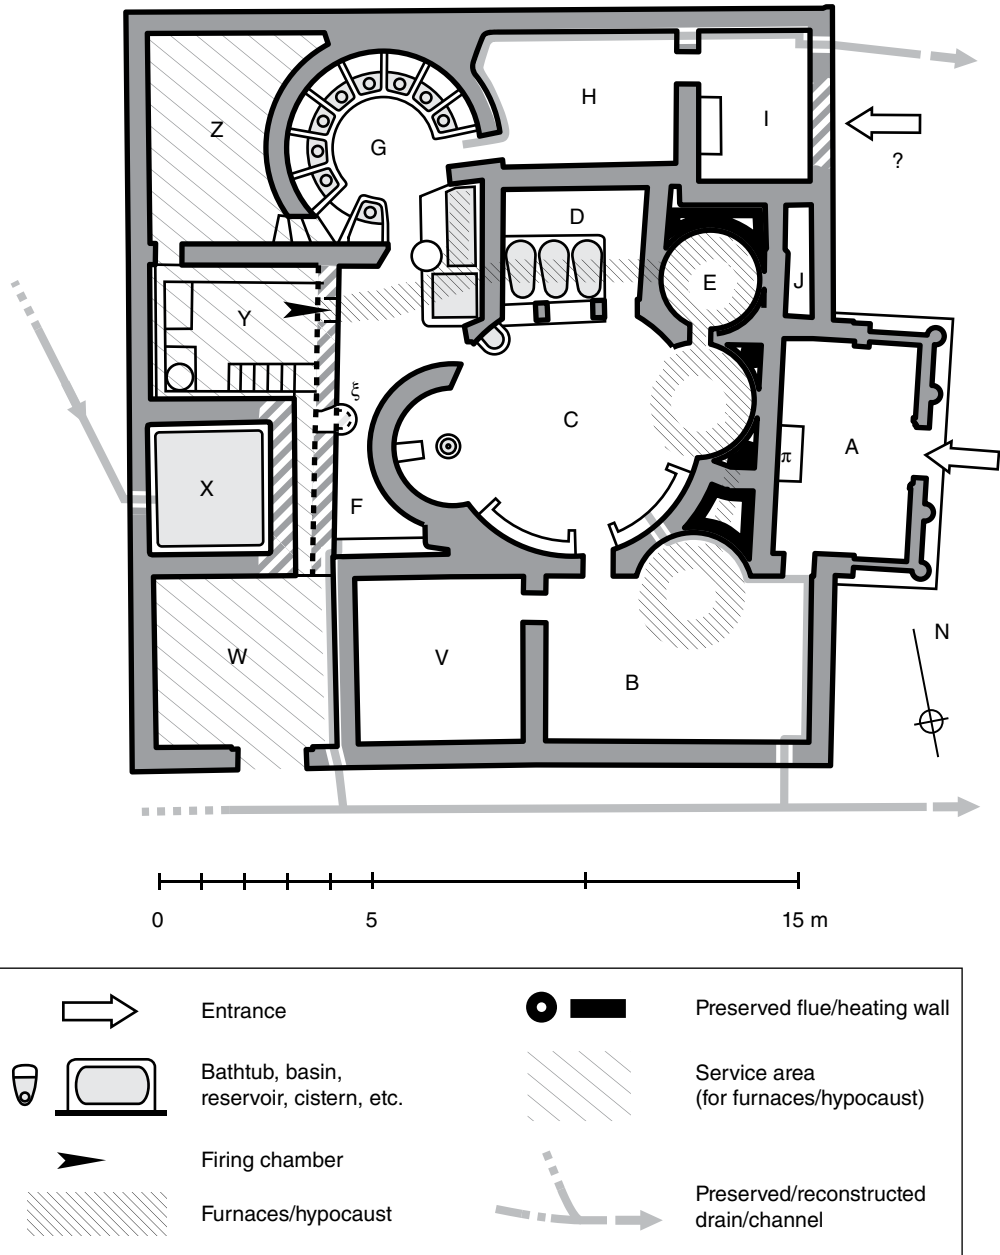 H
I
Z
G
?
D
E
J
Y
ξ
C
A
π
X
F
N
W
V
B
0
5
15 m
Entrance
Preserved flue/heating wall
Bathtub, basin,
reservoir, cistern, etc.
Service area
(for furnaces/hypocaust)
Firing chamber
Furnaces/hypocaust
Preserved/reconstructed
drain/channel